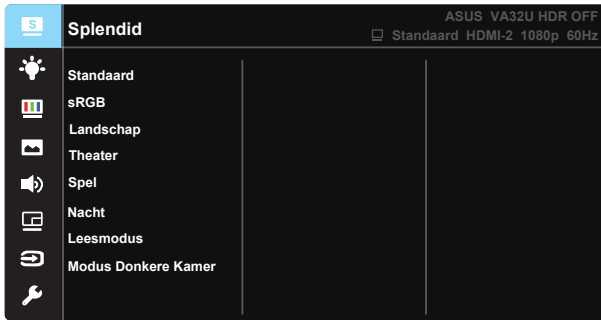 S
Splendid
ASUS VA32U HDR OFF
Standaard HDMI-2 1080p 60Hz
Standaard
sRGB
Landschap
Theater
Spel
Nacht
Leesmodus
Modus Donkere Kamer